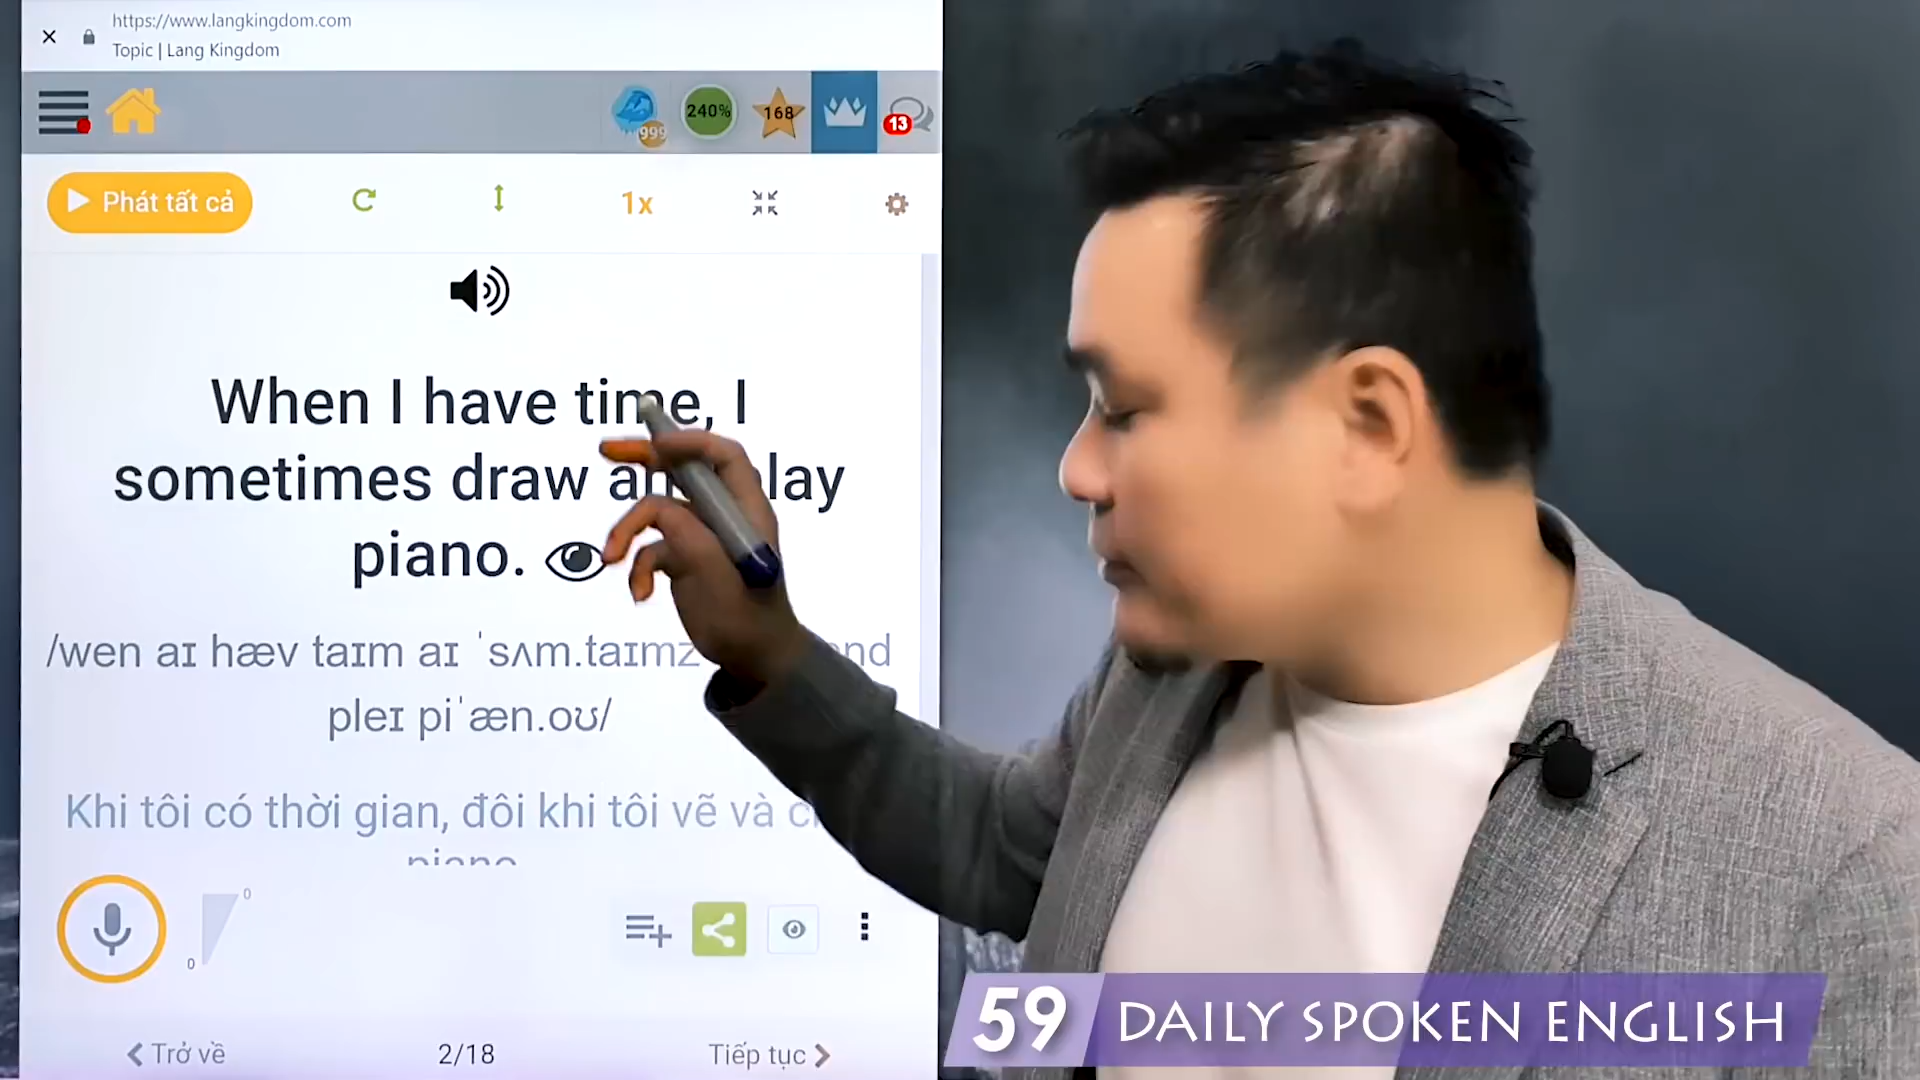 https://www.langkingdom.com
Topic | Lang Kingdom
999
240%
168
13
Phát tất cả
1x
When I have time, I
sometimes draw
piano.
/wen aɪ hæv taɪm aɪ ˈsʌm.taɪmz
pleɪ piˈæn.oʊ/
Khi tôi có thời gian, đôi khi tôi vẽ và
piano
0
0
Trở về
2/18
Tiếp tục
59 DAILY SPOKEN ENGLISH